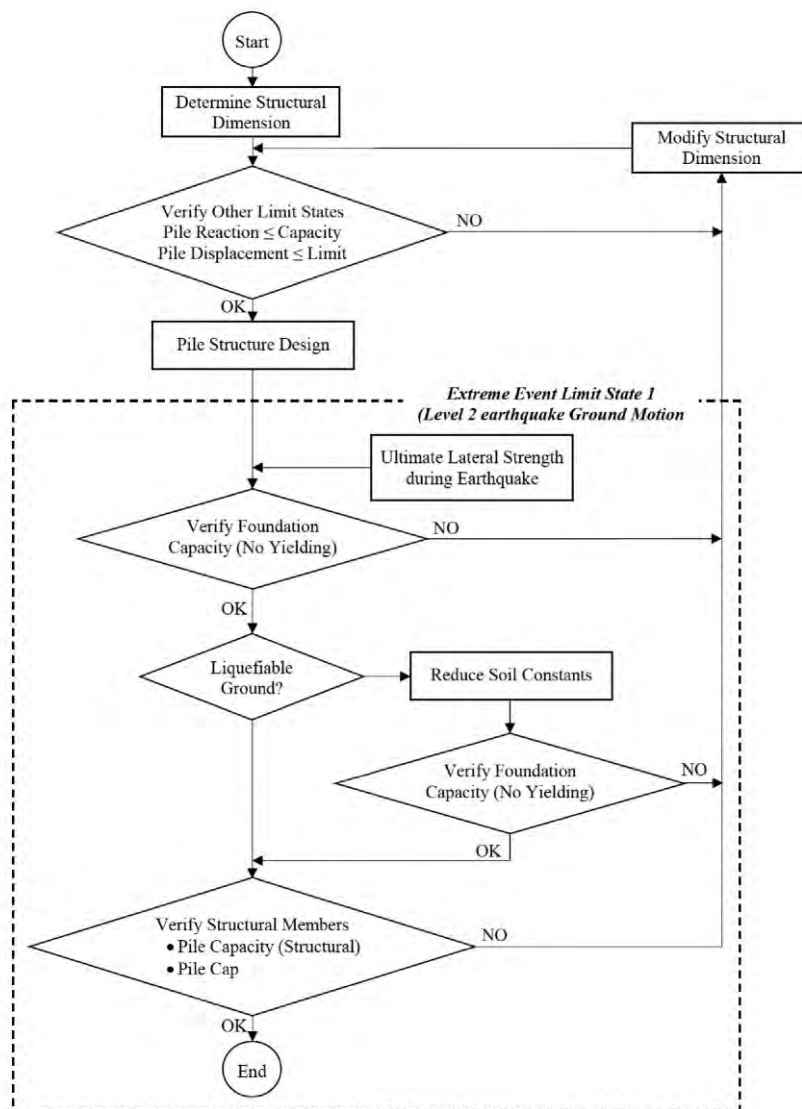 Start
Determine Structural
Dimension
Modify Structural
Dimension
Verify Other Limit States
Pile Reaction ≤ Capacity
Pile Displacement ≤ Limit
NO
OK
Pile Structure Design
Extreme Event Limit State 1
(Level 2 earthquake Ground Motion
Ultimate Lateral Strength
during Earthquake
Verify Foundation
Capacity (No Yielding)
NO
OK
Liquefiable
Ground?
Reduce Soil Constants
Verify Foundation
Capacity (No Yielding)
NO
OK
Verify Structural Members
• Pile Capacity (Structural)
• Pile Cap
NO
OK
End